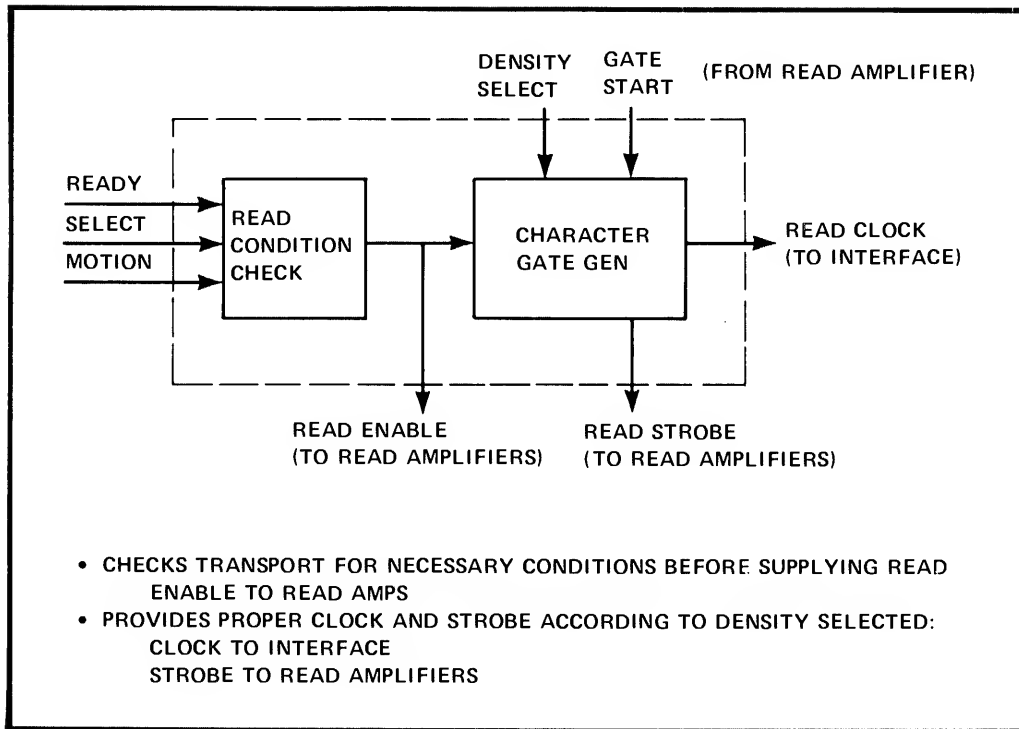 DENSITY SELECT
GATE START
(FROM READ AMPLIFIER)
READY
SELECT
MOTION
READ
CONDITION
CHECK
CHARACTER
GATE GEN
READ CLOCK
(TO INTERFACE)
READ ENABLE
(TO READ AMPLIFIERS)
READ STROBE
(TO READ AMPLIFIERS)
• CHECKS TRANSPORT FOR NECESSARY CONDITIONS BEFORE SUPPLYING READ
ENABLE TO READ AMPS
• PROVIDES PROPER CLOCK AND STROBE ACCORDING TO DENSITY SELECTED:
CLOCK TO INTERFACE
STROBE TO READ AMPLIFIERS